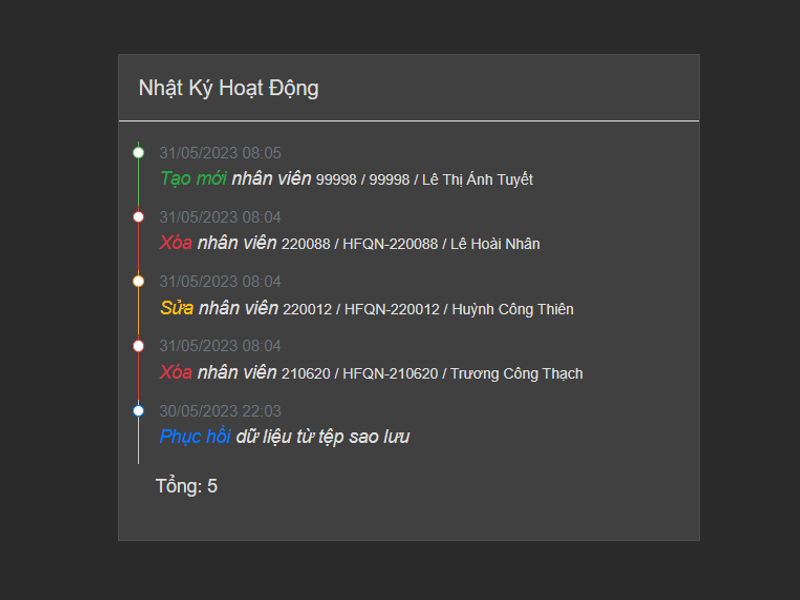 Nhật Ký Hoạt Động
31/05/2023 08:05
Tạo mới nhân viên 99998 / 99998 / Lê Thị Ánh Tuyết
31/05/2023 08:04
Xóa nhân viên 220088 / HFQN-220088 / Lê Hoài Nhân
31/05/2023 08:04
Sửa nhân viên 220012 / HFQN-220012 / Huỳnh Công Thiên
31/05/2023 08:04
Xóa nhân viên 210620 / HFQN-210620 / Trương Công Thạch
30/05/2023 22:03
Phục hồi dữ liệu từ tệp sao lưu
Tổng: 5